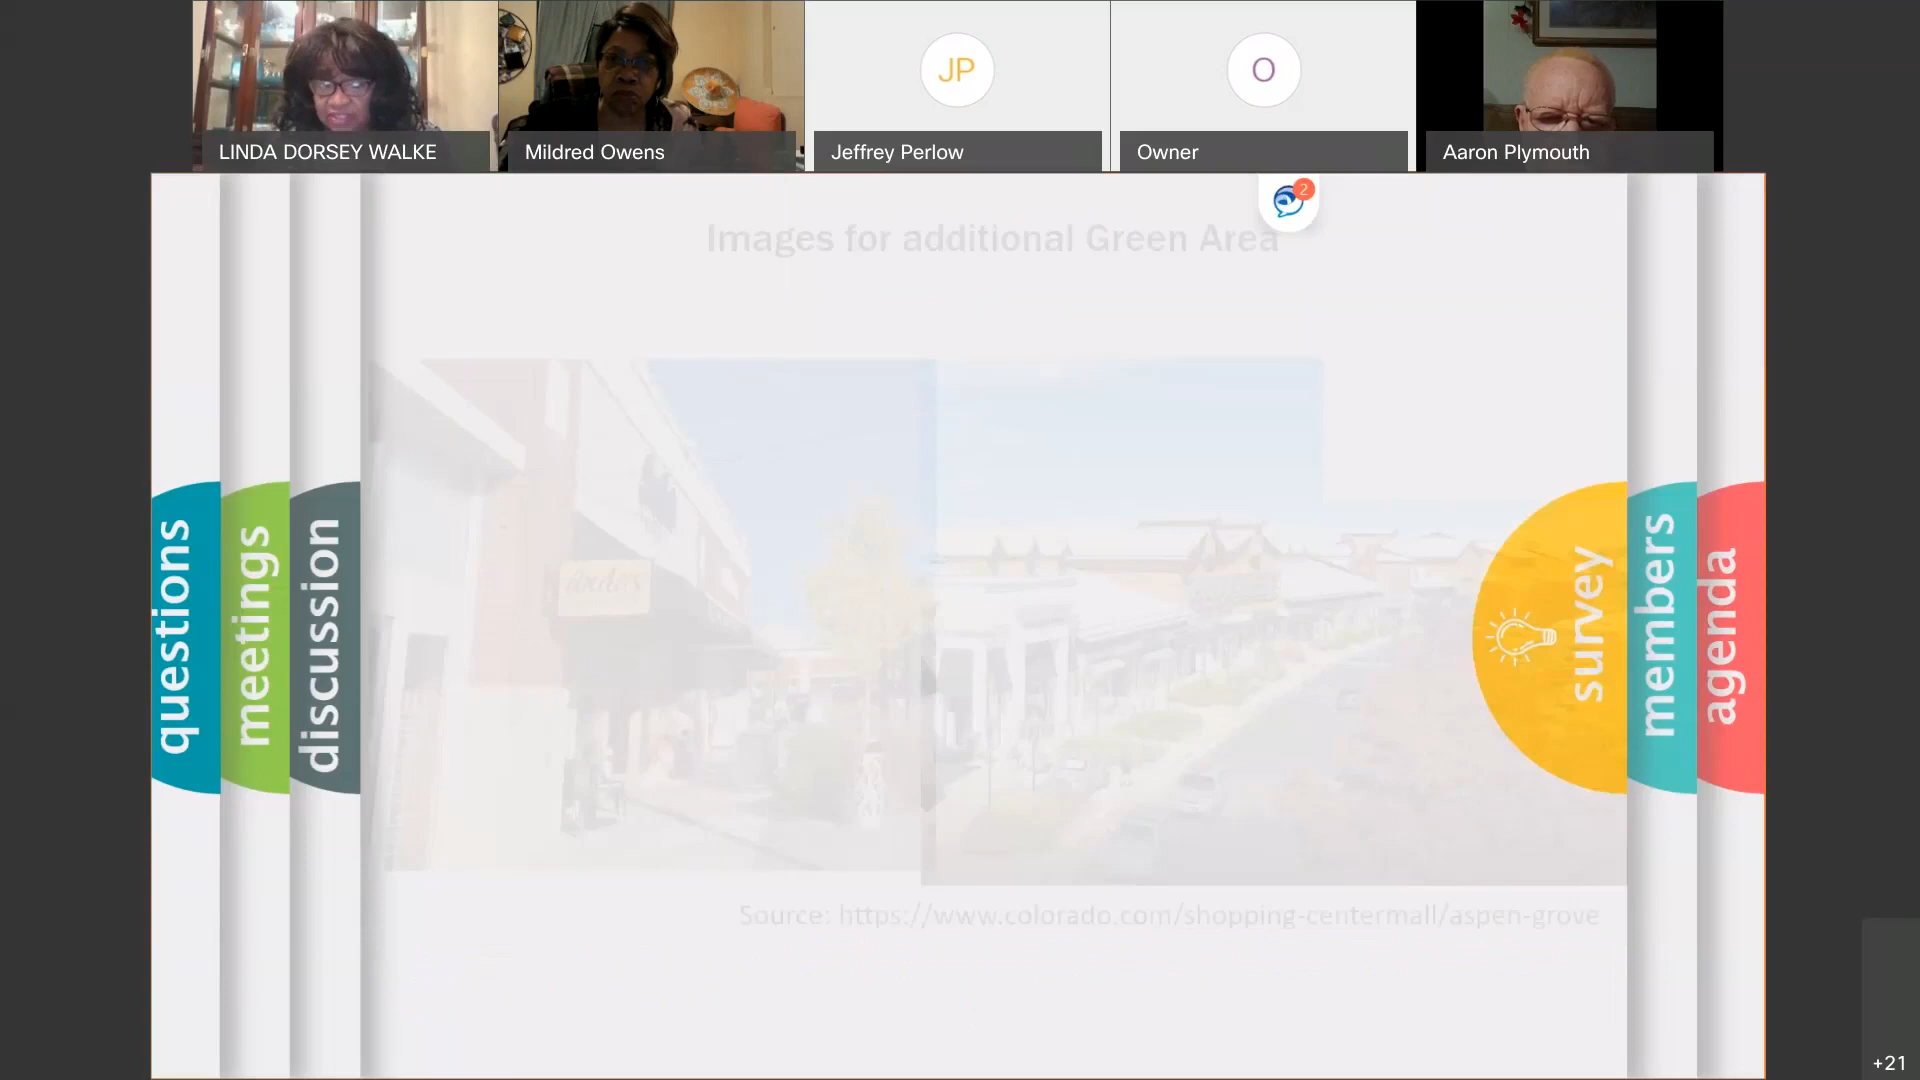 LINDA DORSEY WALKE
Mildred Owens
JP
Jeffrey Perlow
O
Owner
Aaron Plymouth
2
Images for additional Green Area
questions
meetings
discussion
survey
members
agenda
Source: https://www.colorado.com/shopping-centermall/aspen-grove
+21